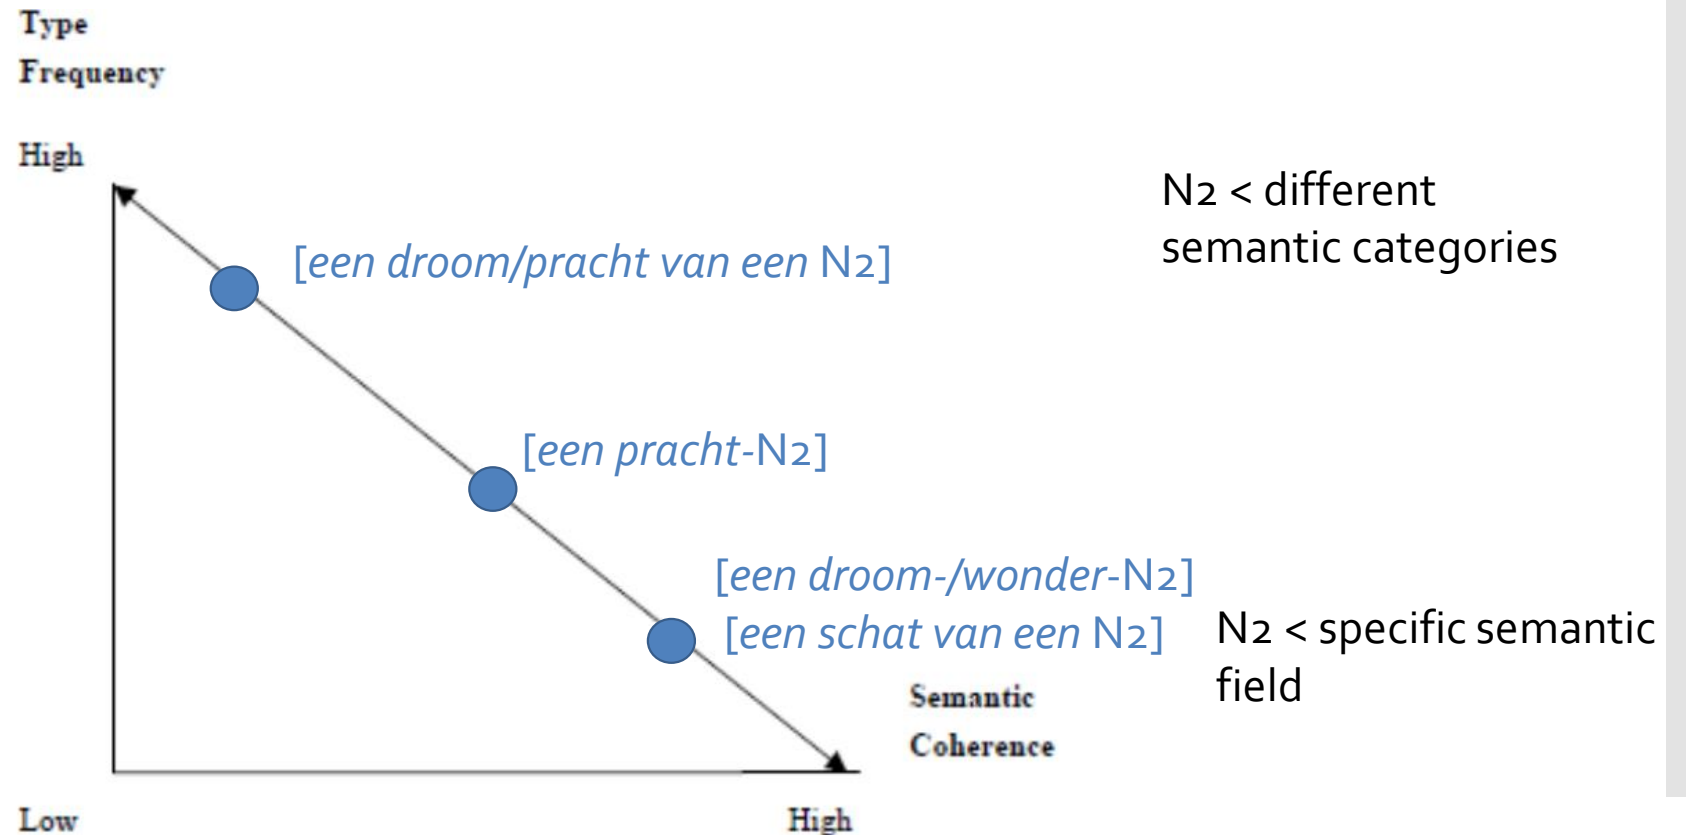 Type
Frequency
High
N2 < different
semantic categories
[een droom/pracht van een N2]
[een pracht-N2]
[een droom-/wonder-N2]
[een schat van een N2]
N2 < specific semantic
field
Semantic
Coherence
Low
High